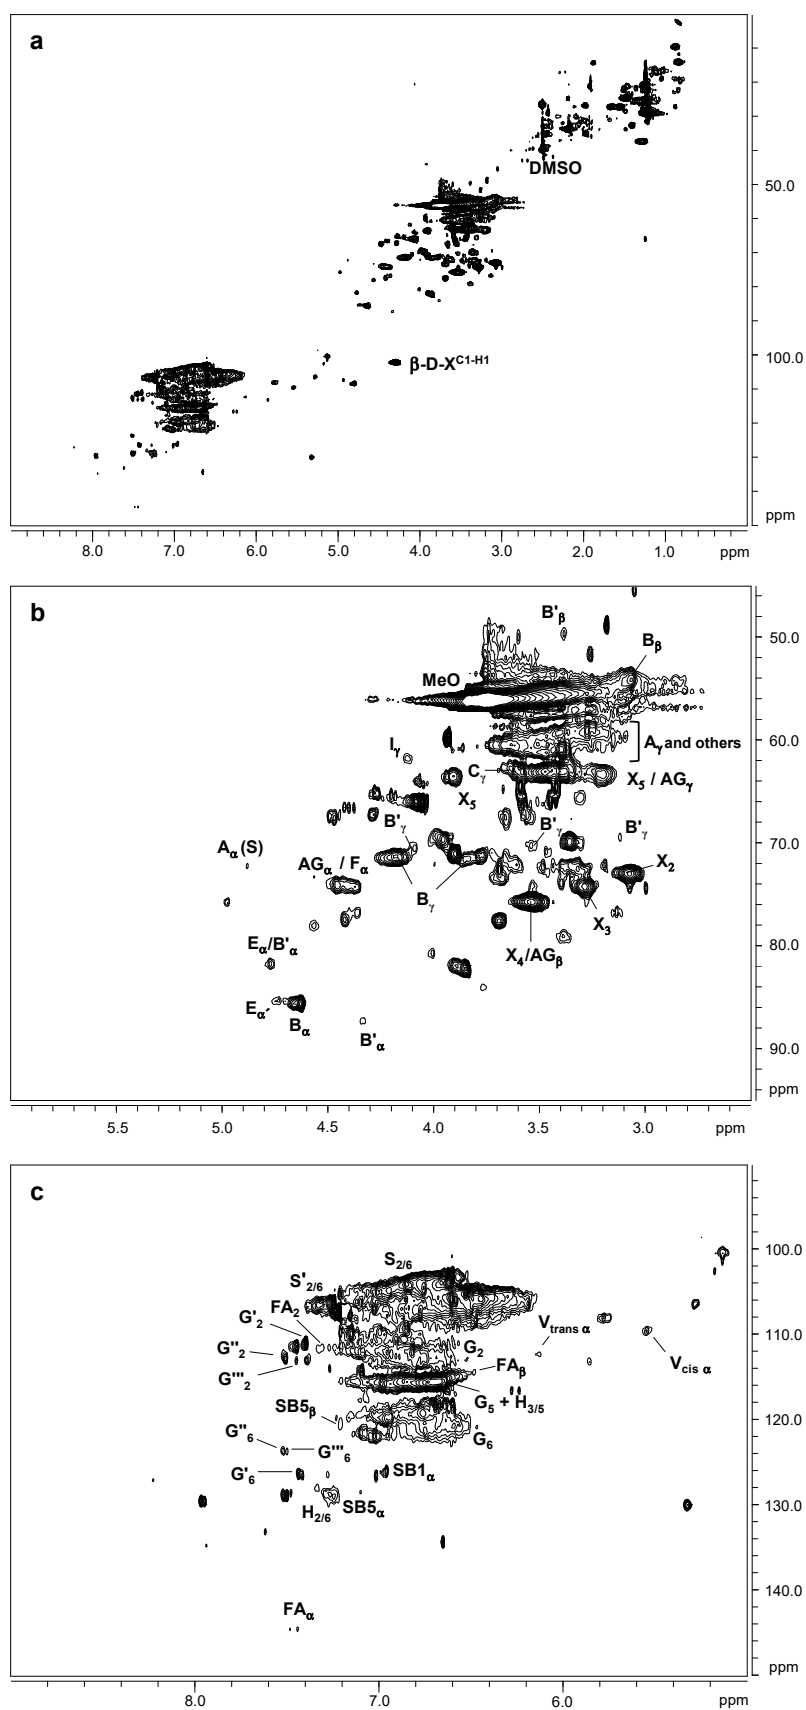 a
DMSO
50.0
β-D-X^C1-H1
100.0
ppm
8.0 7.0 6.0 5.0 4.0 3.0 2.0 1.0 ppm
b
B'β
50.0
Bβ
MeO
Iγ
60.0
Aγ and others
Cγ
X5
X5 / AGγ
B'γ
B'γ
B'γ
70.0
Aα (S)
AGα / Fα
X2
Bγ
X3
Eα/B'α
X4/AGβ
80.0
Eα'
Bα
B'α
90.0
ppm
5.5 5.0 4.5 4.0 3.5 3.0 ppm
c
100.0
S2/6
S'2/6
FA2
G'2
Vtrans α
110.0
G''2
G2
FAβ
Vcis α
G'''2
G5 + H3/5
SB5β
120.0
G''6
G6
G'''6
G'6
SB1α
H2/6
SB5α
130.0
140.0
FAα
ppm
8.0 7.0 6.0 ppm